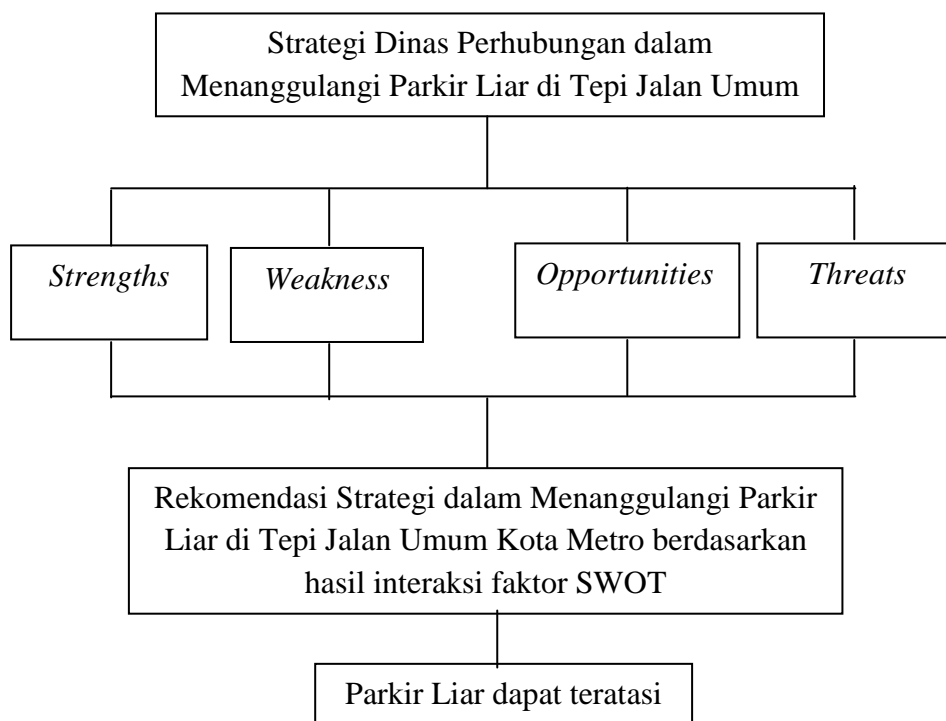 Strategi Dinas Perhubungan dalam
Menanggulangi Parkir Liar di Tepi Jalan Umum
Strengths
Weakness
Opportunities
Threats
Rekomendasi Strategi dalam Menanggulangi Parkir
Liar di Tepi Jalan Umum Kota Metro berdasarkan
hasil interaksi faktor SWOT
Parkir Liar dapat teratasi